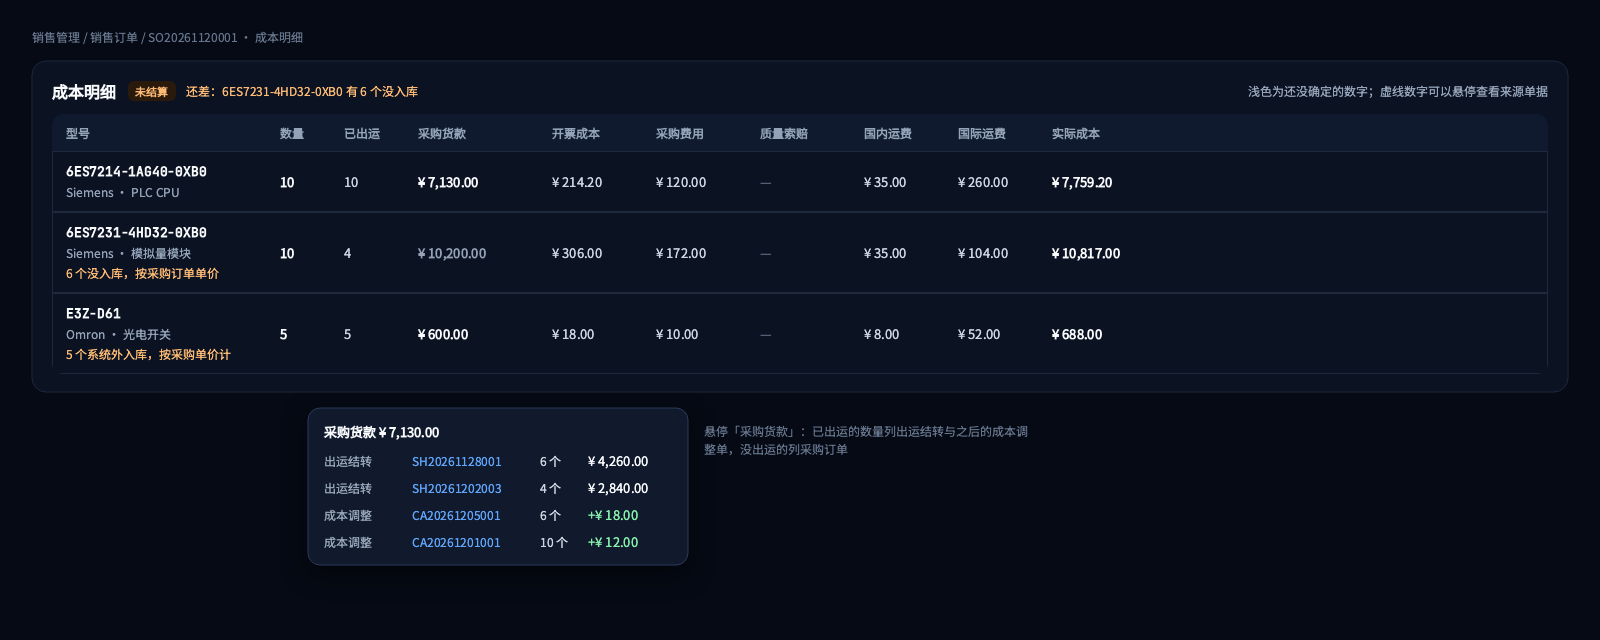 销售管理 / 销售订单 / SO20261120001 · 成本明细
成本明细 未结算 还差：6ES7231-4HD32-0XB0 有 6 个没入库 浅色为还没确定的数字；虚线数字可以悬停查看来源单据
型号 数量 已出运 采购货款 开票成本 采购费用 质量索赔 国内运费 国际运费 实际成本
6ES7214-1AG40-0XB0
Siemens · PLC CPU
10 10 ¥7,130.00 ¥214.20 ¥120.00 — ¥35.00 ¥260.00 ¥7,759.20
6ES7231-4HD32-0XB0
Siemens · 模拟量模块
6 个没入库，按采购订单单价
10 4 ¥10,200.00 ¥306.00 ¥172.00 — ¥35.00 ¥104.00 ¥10,817.00
E3Z-D61
Omron · 光电开关
5 个系统外入库，按采购单价计
5 5 ¥600.00 ¥18.00 ¥10.00 — ¥8.00 ¥52.00 ¥688.00
采购货款 ¥7,130.00
出运结转 SH20261128001 6 个 ¥4,260.00
出运结转 SH20261202003 4 个 ¥2,840.00
成本调整 CA20261205001 6 个 +¥18.00
成本调整 CA20261201001 10 个 +¥12.00
悬停「采购货款」：已出运的数量列出运结转与之后的成本调
整单，没出运的列采购订单